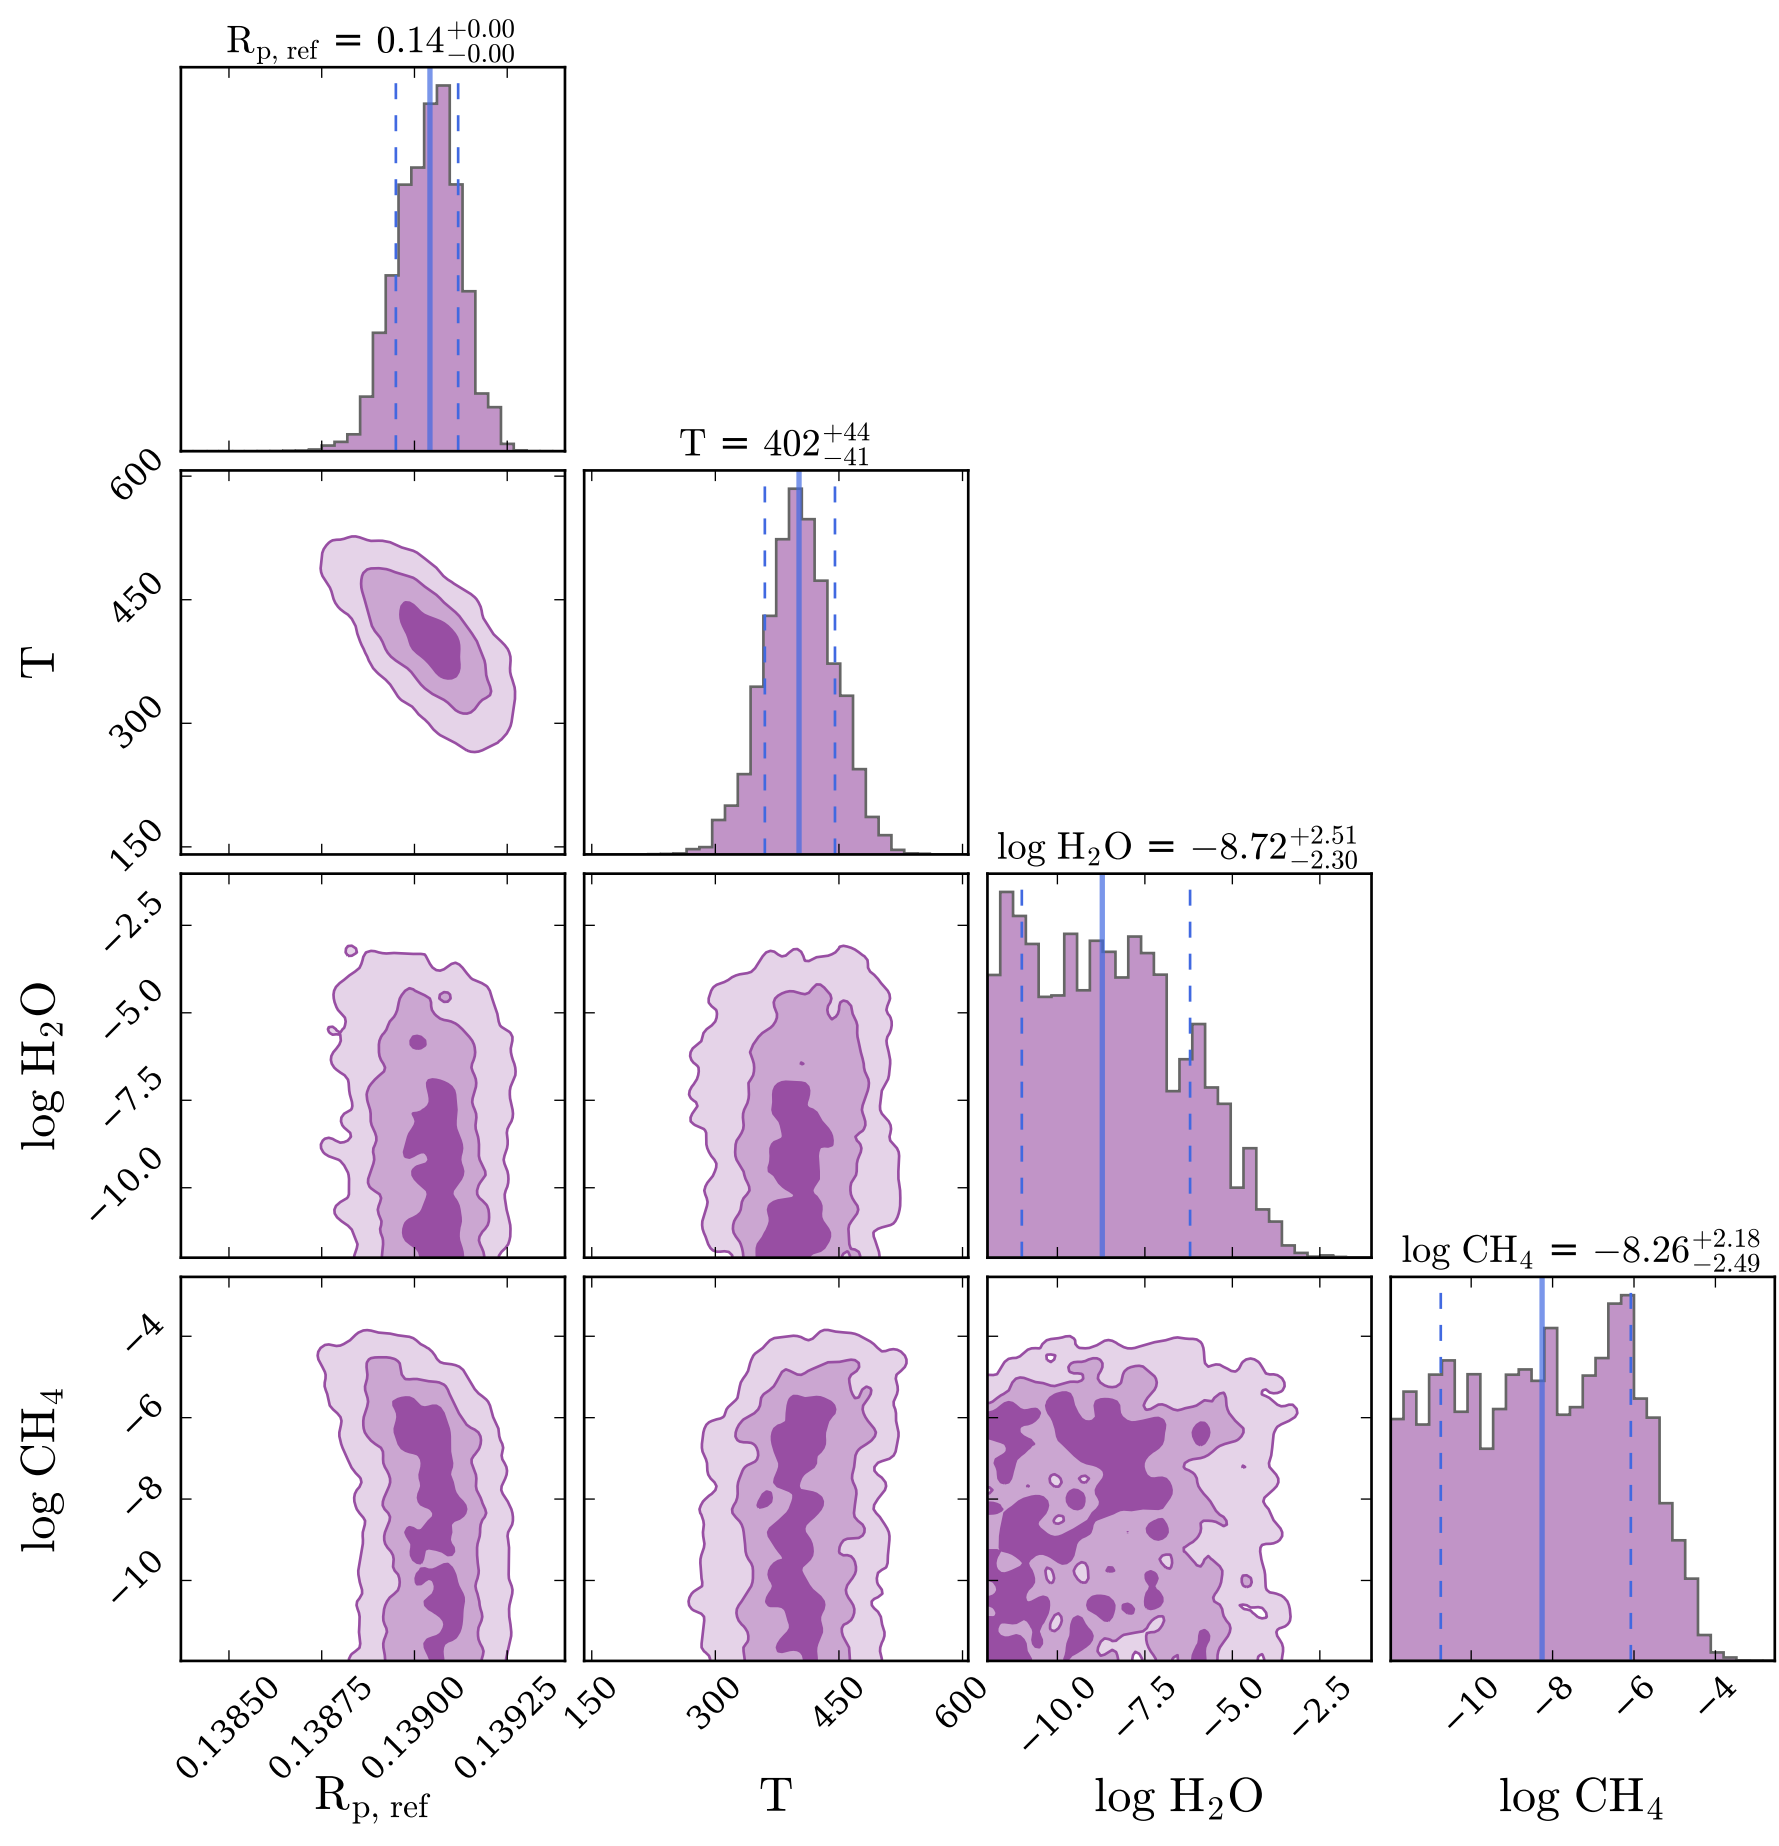 R_p, ref = 0.14^{+0.00}_{−0.00}
600
450
300
150
T
T = 402^{+44}_{−41}
−2.5
−5.0
−7.5
−10.0
log H₂O
log H₂O = −8.72^{+2.51}_{−2.30}
−4
−6
−8
−10
log CH₄
log CH₄ = −8.26^{+2.18}_{−2.49}
0.13850 0.13875 0.13900 0.13925
R_p, ref
150 300 450 600
T
−10.0 −7.5 −5.0 −2.5
log H₂O
−10 −8 −6 −4
log CH₄